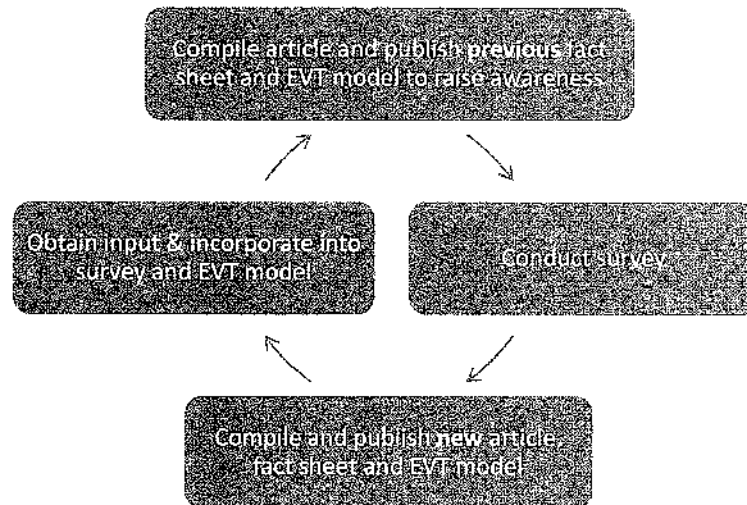 Compile article and publish previous fact
sheet and EVT model to raise awareness
Obtain input & incorporate into
survey and EVT model
Conduct survey
Compile and publish new article,
fact sheet and EVT model